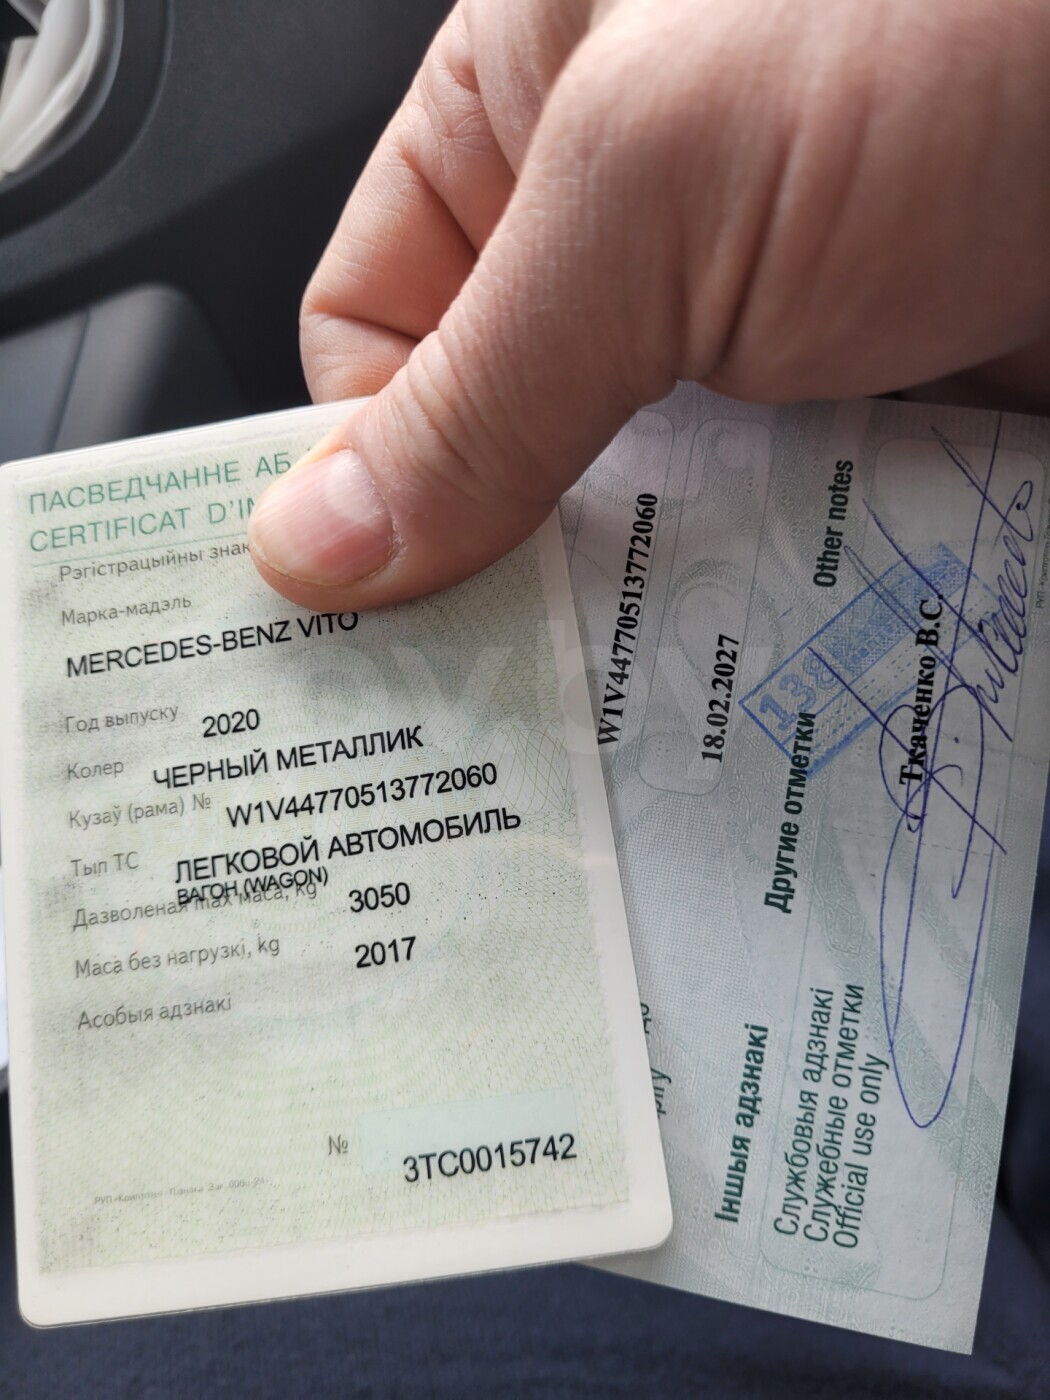 ПАСВЕДЧАННЕ АБ
CERTIFICAT D'I
Рэгістрацыйны знак
Марка-мадэль
MERCEDES-BENZ VITO
Год выпуску 2020
Колер ЧЕРНЫЙ МЕТАЛЛИК
Кузаў (рама) № W1V44770513772060
Тып ТС ЛЕГКОВОЙ АВТОМОБИЛЬ
ВАГОН (WAGON)
Дазволеная max маса, kg 3050
Маса без нагрузкі, kg 2017
Асобыя адзнакі
№ 3TC0015742
W1V44770513772060
18.02.2027
Іншыя адзнакі Другие отметки Other notes
138
Ткаченко В.С.
Службовыя адзнакі
Служебные отметки
Official use only